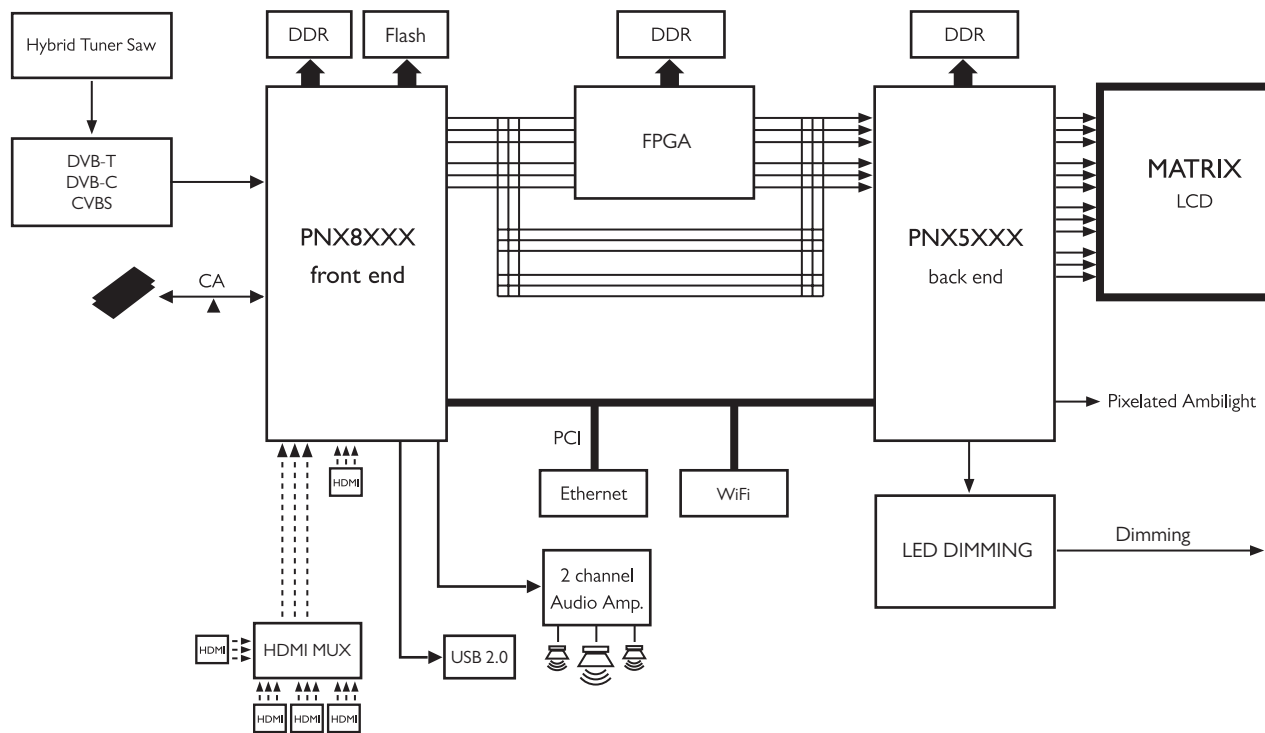 Hybrid Tuner Saw
DDR
Flash
DDR
DDR
DVB-T
DVB-C
CVBS
FPGA
MATRIX
LCD
PNX8XXX
front end
PNX5XXX
back end
CA
Pixelated Ambilight
PCI
HDMI
Ethernet
WiFi
LED DIMMING
Dimming
2 channel
Audio Amp.
HDMI
HDMI MUX
USB 2.0
HDMI
HDMI
HDMI